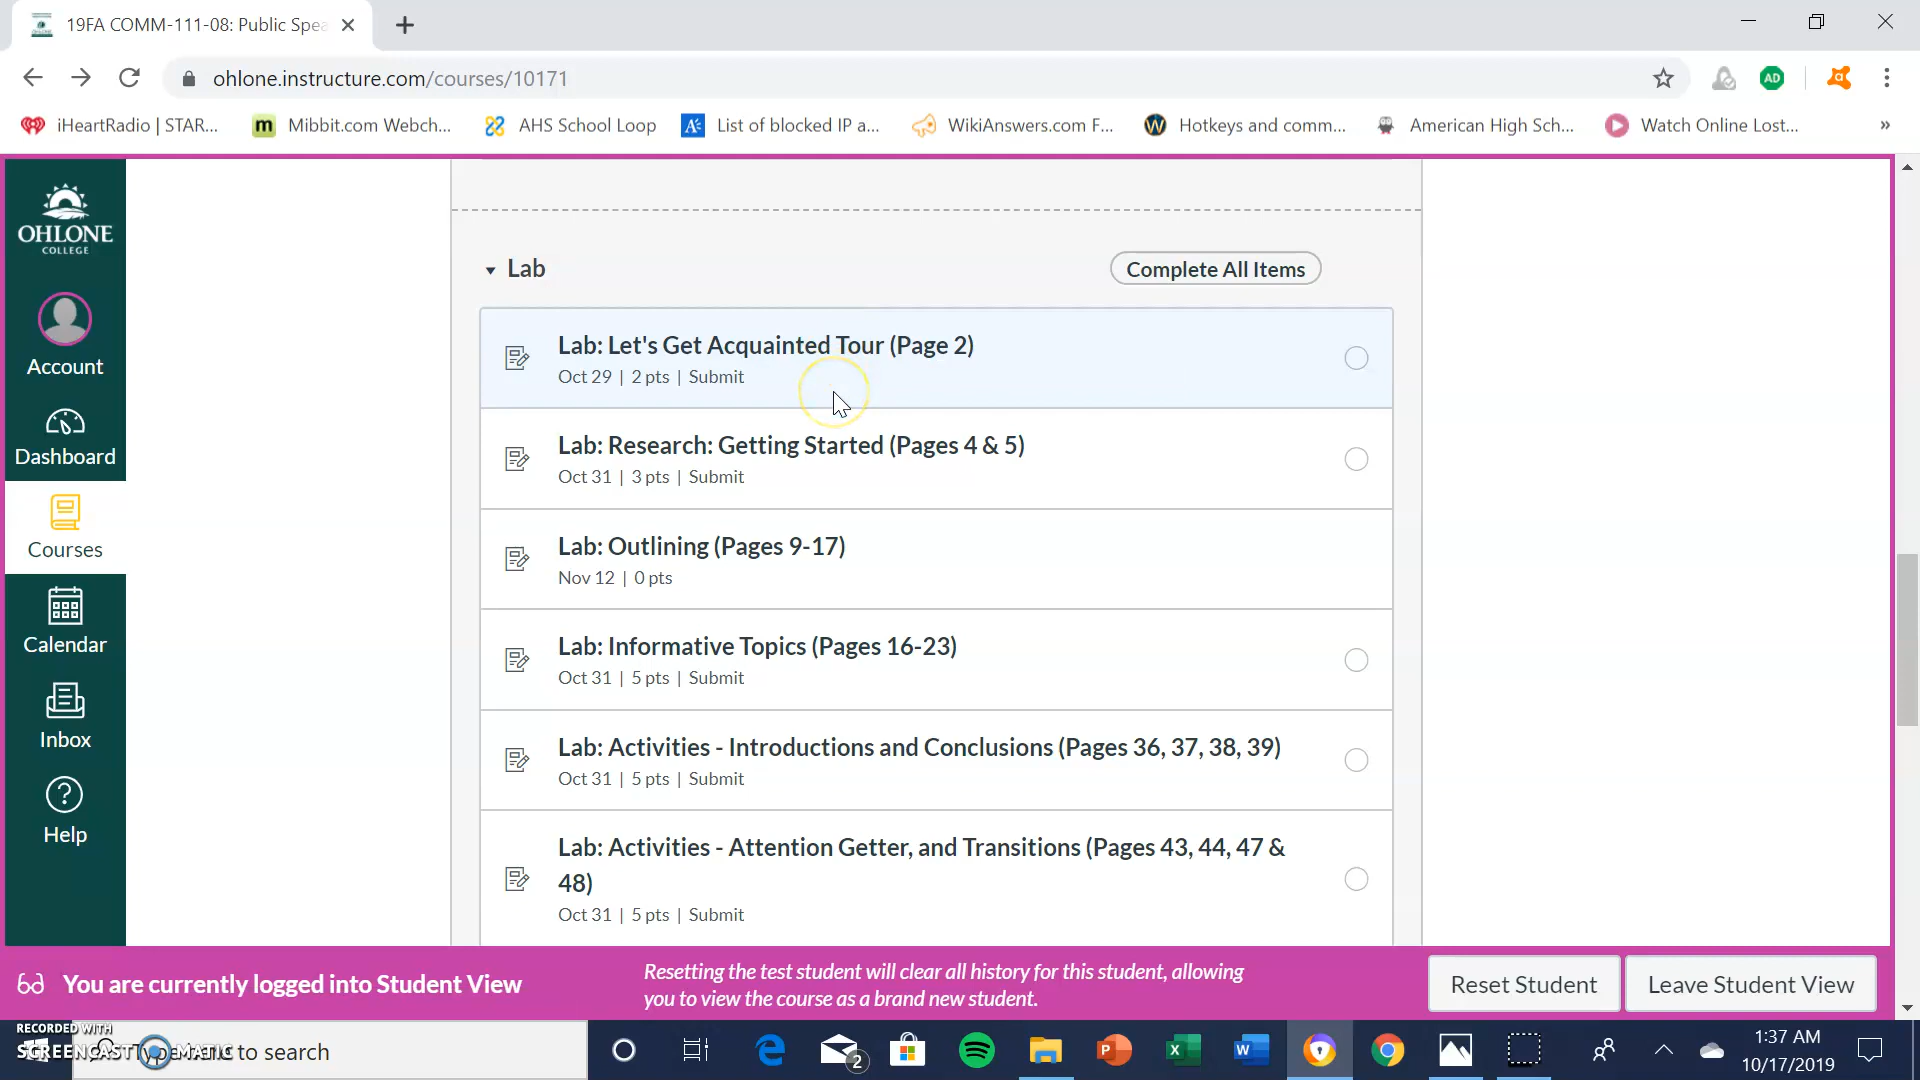 19FA COMM-111-08: Public Spea
ohlone.instructure.com/courses/10171
AD
iHeartRadio | STAR...
m
Mibbit.com Webch...
AHS School Loop
List of blocked IP a...
WikiAnswers.com F...
Hotkeys and comm...
American High Sch...
Watch Online Lost...
»
OHLONE
COLLEGE
Account
Dashboard
Courses
Calendar
Inbox
Help
Lab
Complete All Items
Lab: Let's Get Acquainted Tour (Page 2)
Oct 29 | 2 pts | Submit
Lab: Research: Getting Started (Pages 4 & 5)
Oct 31 | 3 pts | Submit
Lab: Outlining (Pages 9-17)
Nov 12 | 0 pts
Lab: Informative Topics (Pages 16-23)
Oct 31 | 5 pts | Submit
Lab: Activities - Introductions and Conclusions (Pages 36, 37, 38, 39)
Oct 31 | 5 pts | Submit
Lab: Activities - Attention Getter, and Transitions (Pages 43, 44, 47 &
48)
Oct 31 | 5 pts | Submit
You are currently logged into Student View
Resetting the test student will clear all history for this student, allowing
you to view the course as a brand new student.
Reset Student
Leave Student View
RECORDED WITH
SCREENCAST MATIC
Type here to search
2
1:37 AM
10/17/2019